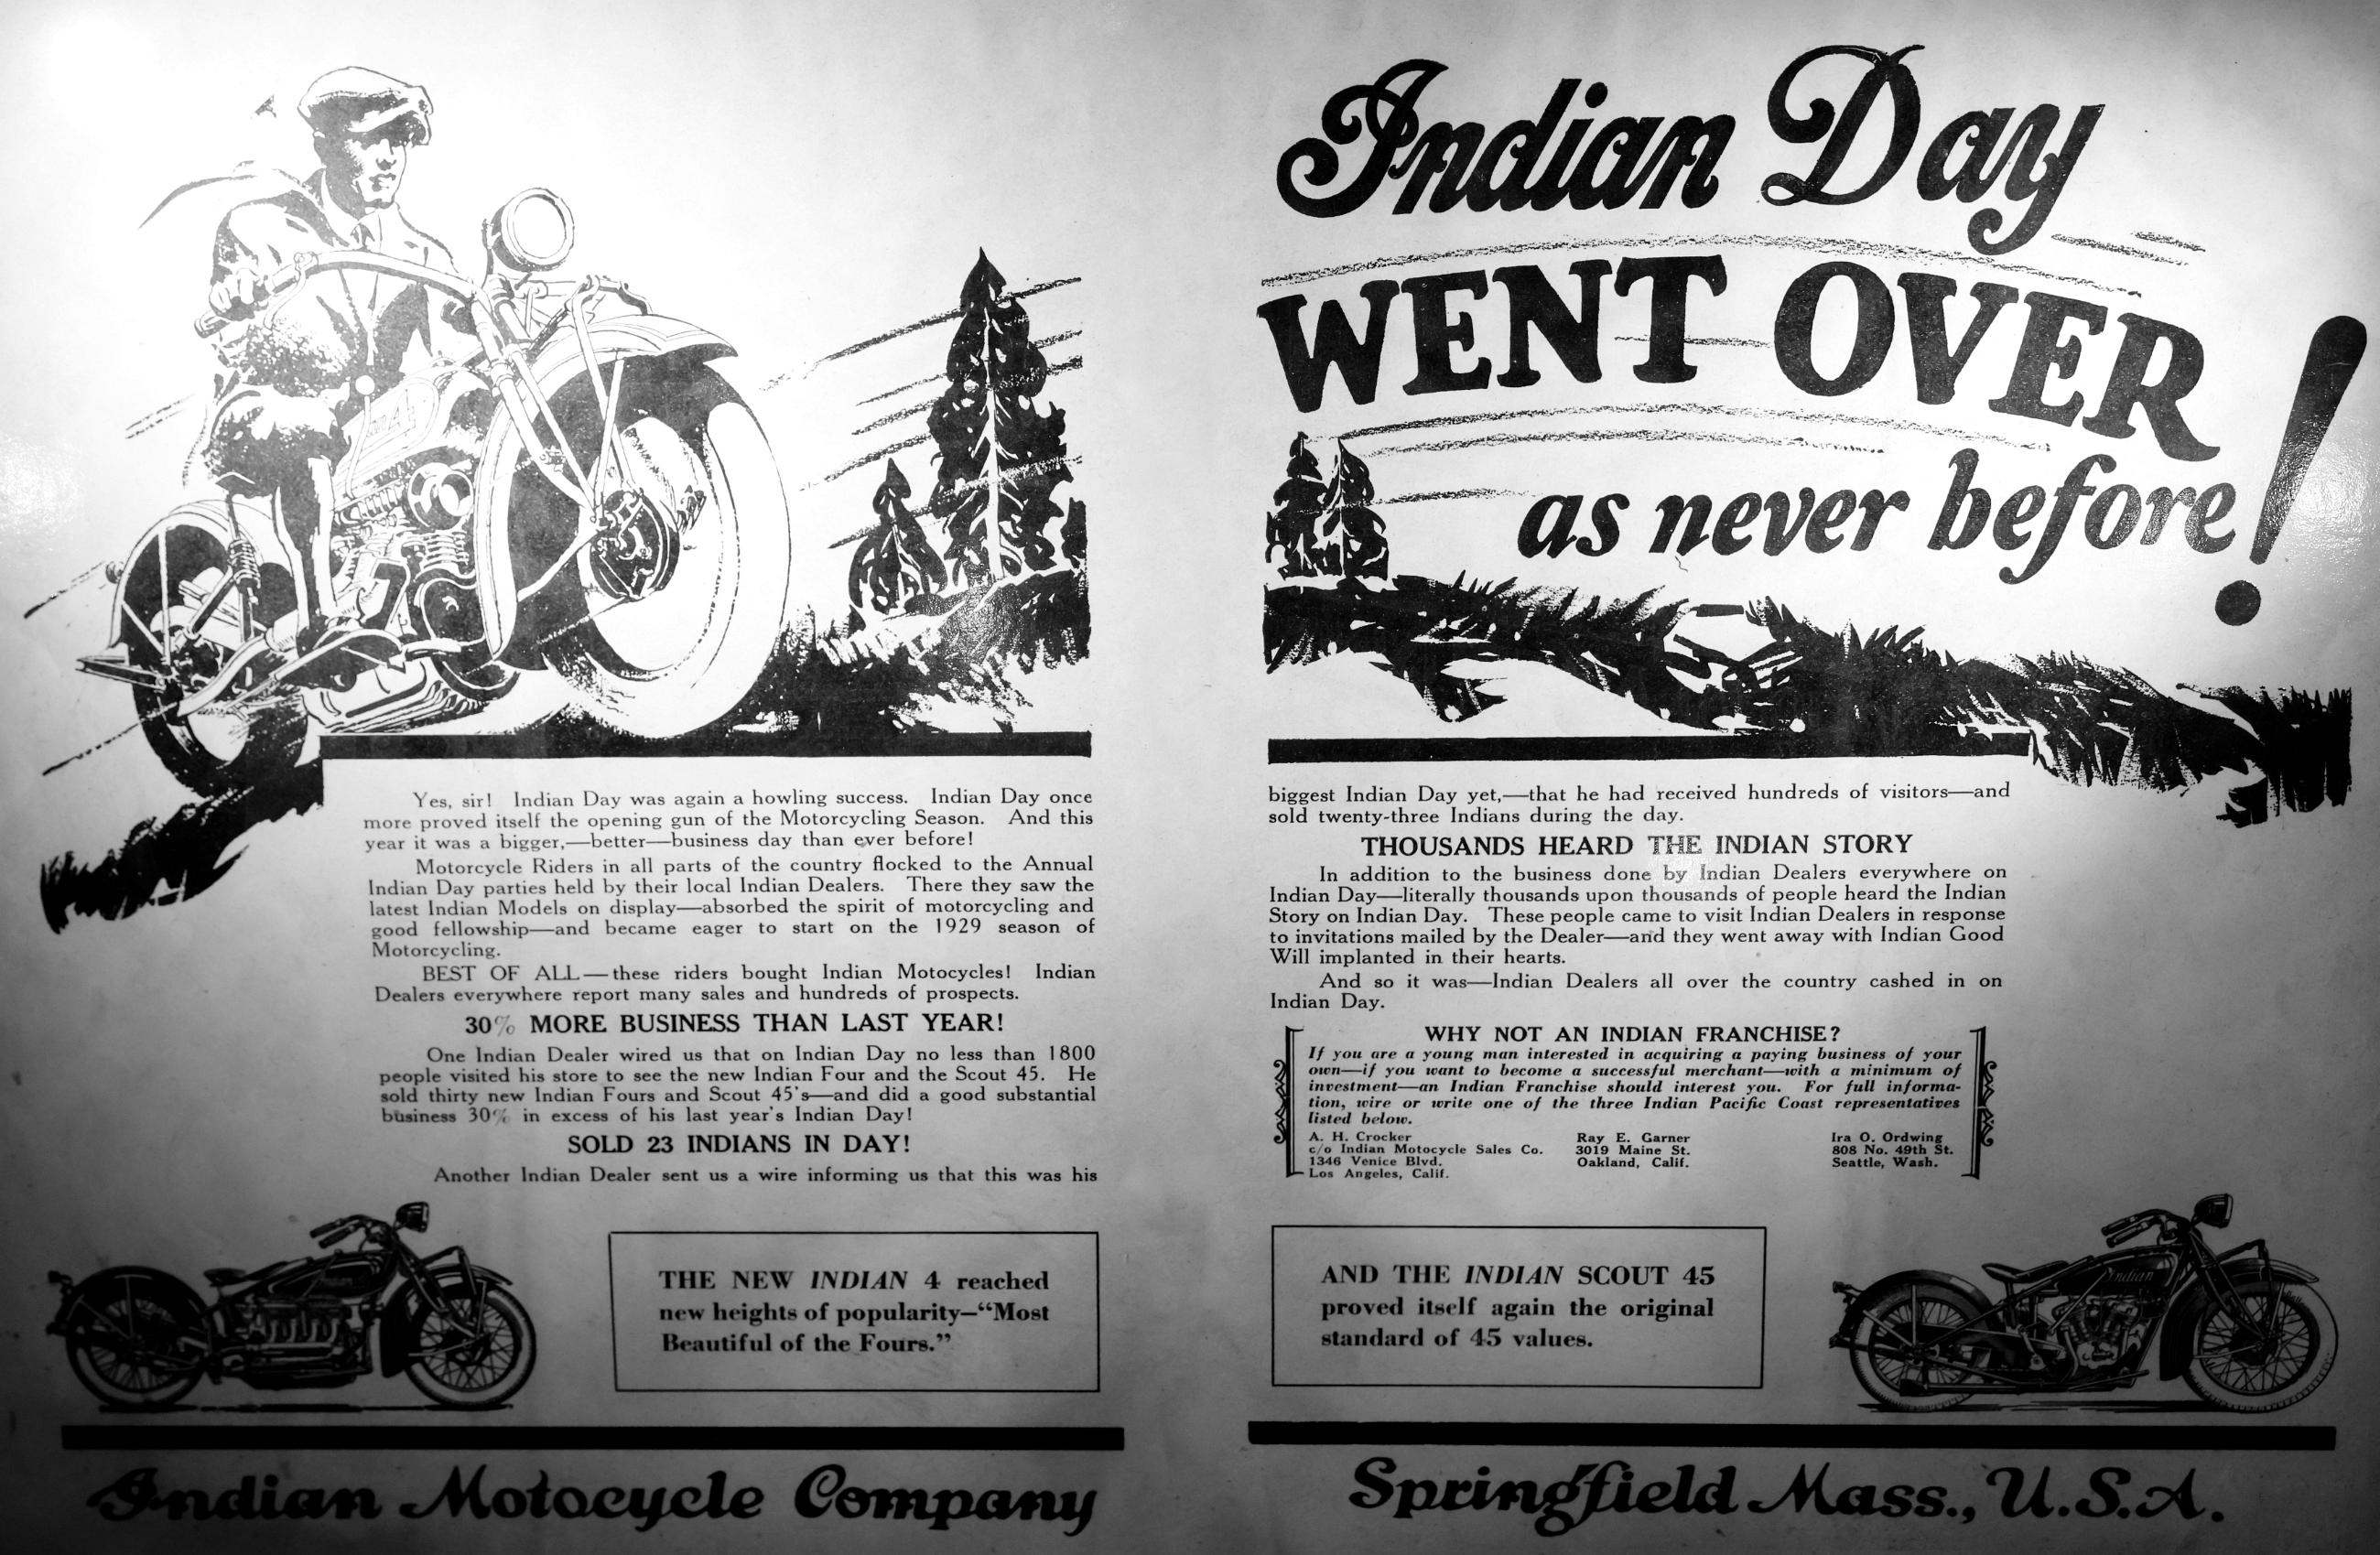 Indian Day
WENT OVER
as never before!
Yes, sir! Indian Day was again a howling success. Indian Day once
more proved itself the opening gun of the Motorcycling Season. And this
year it was a bigger,—better—business day than ever before!
Motorcycle Riders in all parts of the country flocked to the Annual
Indian Day parties held by their local Indian Dealers. There they saw the
latest Indian Models on display—absorbed the spirit of motorcycling and
good fellowship—and became eager to start on the 1929 season of
Motorcycling.
BEST OF ALL—these riders bought Indian Motocycles! Indian
Dealers everywhere report many sales and hundreds of prospects.
30% MORE BUSINESS THAN LAST YEAR!
One Indian Dealer wired us that on Indian Day no less than 1800
people visited his store to see the new Indian Four and the Scout 45. He
sold thirty new Indian Fours and Scout 45's—and did a good substantial
business 30% in excess of his last year's Indian Day!
SOLD 23 INDIANS IN DAY!
Another Indian Dealer sent us a wire informing us that this was his
biggest Indian Day yet,—that he had received hundreds of visitors—and
sold twenty-three Indians during the day.
THOUSANDS HEARD THE INDIAN STORY
In addition to the business done by Indian Dealers everywhere on
Indian Day—literally thousands upon thousands of people heard the Indian
Story on Indian Day. These people came to visit Indian Dealers in response
to invitations mailed by the Dealer—and they went away with Indian Good
Will implanted in their hearts.
And so it was—Indian Dealers all over the country cashed in on
Indian Day.
WHY NOT AN INDIAN FRANCHISE?
If you are a young man interested in acquiring a paying business of your
own—if you want to become a successful merchant—with a minimum of
investment—an Indian Franchise should interest you. For full informa-
tion, wire or write one of the three Indian Pacific Coast representatives
listed below.
A. H. Crocker
c/o Indian Motocycle Sales Co.
1346 Venice Blvd.
Los Angeles, Calif.
Ray E. Garner
3019 Maine St.
Oakland, Calif.
Ira O. Ordwing
808 No. 49th St.
Seattle, Wash.
THE NEW INDIAN 4 reached
new heights of popularity—“Most
Beautiful of the Fours.”
AND THE INDIAN SCOUT 45
proved itself again the original
standard of 45 values.
Indian
Indian Motocycle Company
Springfield Mass., U.S.A.